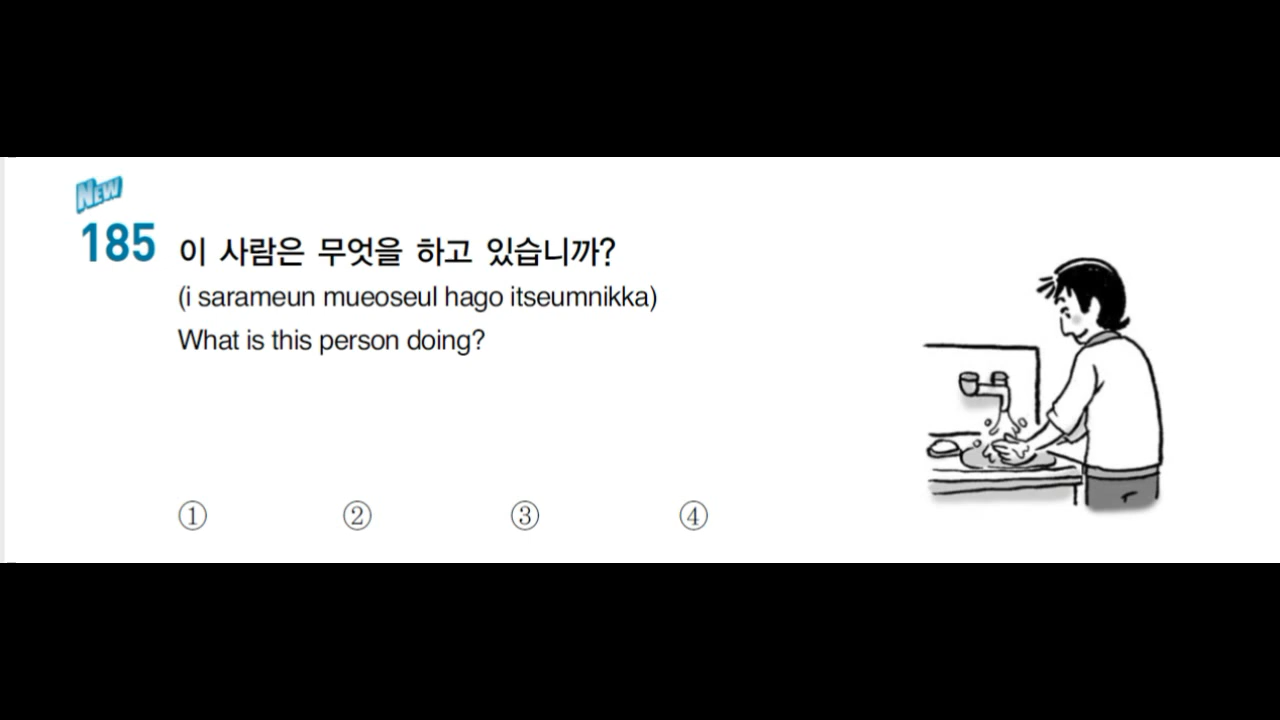 NEW
185 이 사람은 무엇을 하고 있습니까?
(i sarameun mueoseul hago itseumnikka)
What is this person doing?
① ② ③ ④